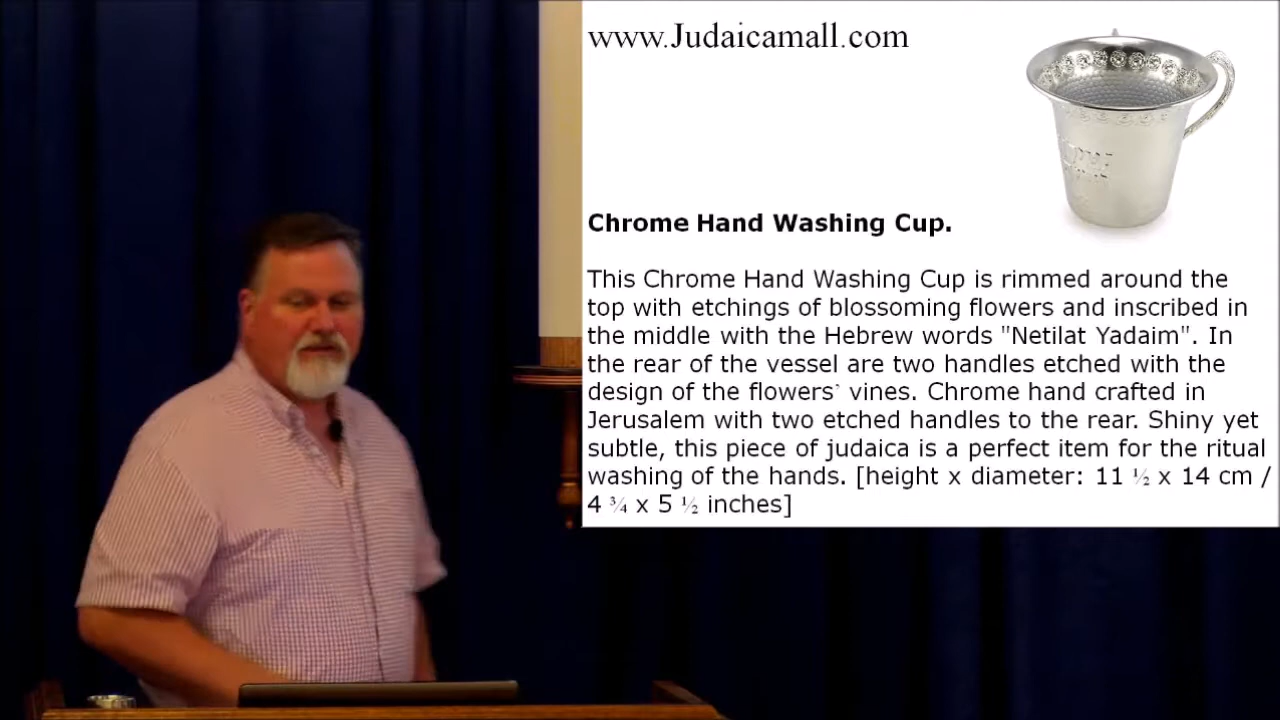 www.Judaicamall.com
Chrome Hand Washing Cup.
This Chrome Hand Washing Cup is rimmed around the
top with etchings of blossoming flowers and inscribed in
the middle with the Hebrew words "Netilat Yadaim". In
the rear of the vessel are two handles etched with the
design of the flowers’ vines. Chrome hand crafted in
Jerusalem with two etched handles to the rear. Shiny yet
subtle, this piece of judaica is a perfect item for the ritual
washing of the hands. [height x diameter: 11 ½ x 14 cm /
4 ¾ x 5 ½ inches]